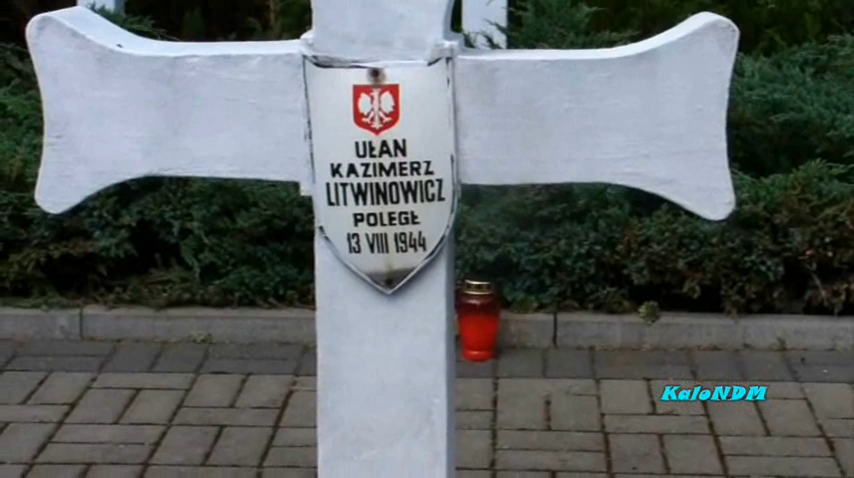 UŁAN
KAZIMERZ
LITWINOWICZ
POLEGŁ
13 VIII 1944
KaloNDM